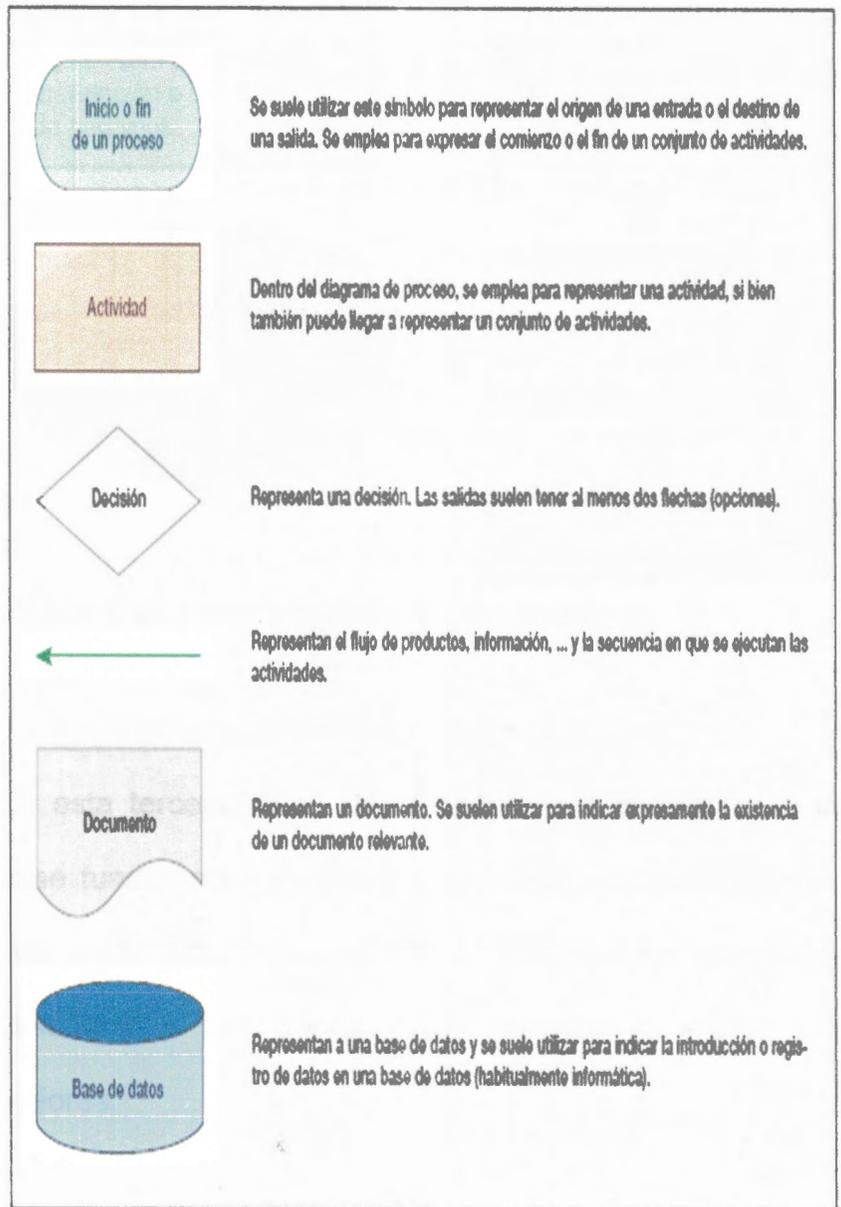 Inicio o fin
de un proceso
Se suele utilizar este símbolo para representar el origen de una entrada o el destino de
una salida. Se emplea para expresar el comienzo o el fin de un conjunto de actividades.
Actividad
Dentro del diagrama de proceso, se emplea para representar una actividad, si bien
también puede llegar a representar un conjunto de actividades.
Decisión
Representa una decisión. Las salidas suelen tener al menos dos flechas (opciones).
Representan el flujo de productos, información, ... y la secuencia en que se ejecutan las
actividades.
Documento
Representan un documento. Se suelen utilizar para indicar expresamente la existencia
de un documento relevante.
Base de datos
Representan a una base de datos y se suele utilizar para indicar la introducción o regis-
tro de datos en una base de datos (habitualmente informática).